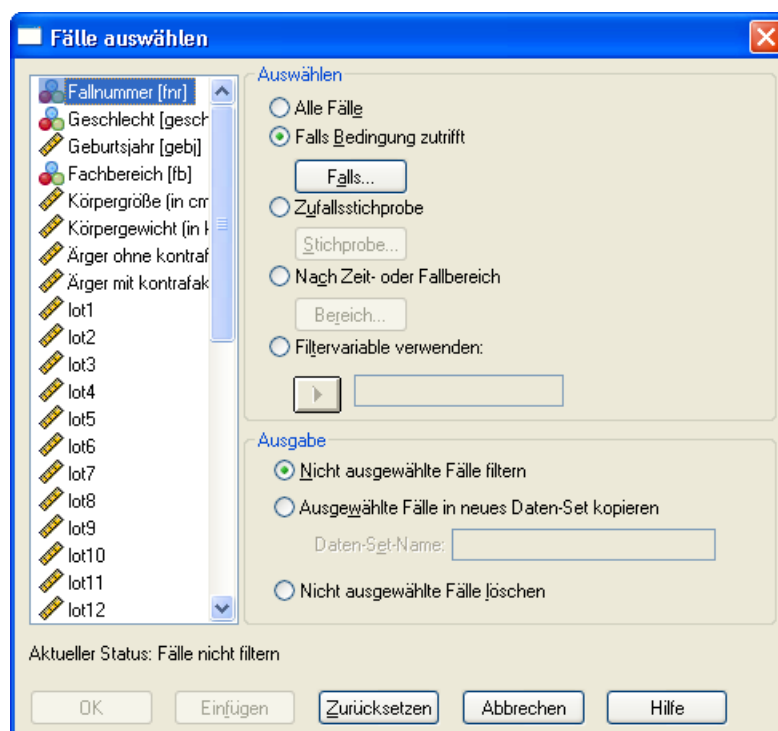 Fälle auswählen
Fallnummer [fnr]
Geschlecht [gesch
Geburtsjahr [gebj]
Fachbereich [fb]
Körpergröße (in cm
Körpergewicht (in k
Ärger ohne kontraf
Ärger mit kontrafak
lot1
lot2
lot3
lot4
lot5
lot6
lot7
lot8
lot9
lot10
lot11
lot12
Auswählen
Alle Fälle
Falls Bedingung zutrifft
Falls...
Zufallsstichprobe
Stichprobe...
Nach Zeit- oder Fallbereich
Bereich...
Filtervariable verwenden:
Ausgabe
Nicht ausgewählte Fälle filtern
Ausgewählte Fälle in neues Daten-Set kopieren
Daten-Set-Name:
Nicht ausgewählte Fälle löschen
Aktueller Status: Fälle nicht filtern
OK
Einfügen
Zurücksetzen
Abbrechen
Hilfe